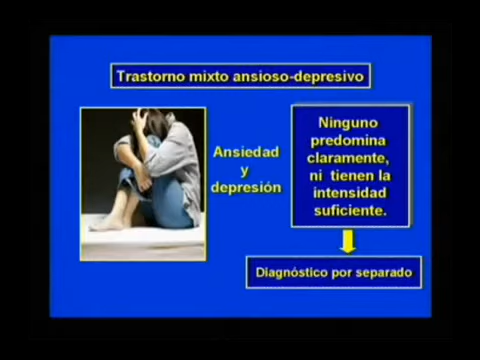 Trastorno mixto ansioso-depresivo
Ansiedad
y
depresión
Ninguno
predomina
claramente,
ni tienen la
intensidad
suficiente.
Diagnóstico por separado